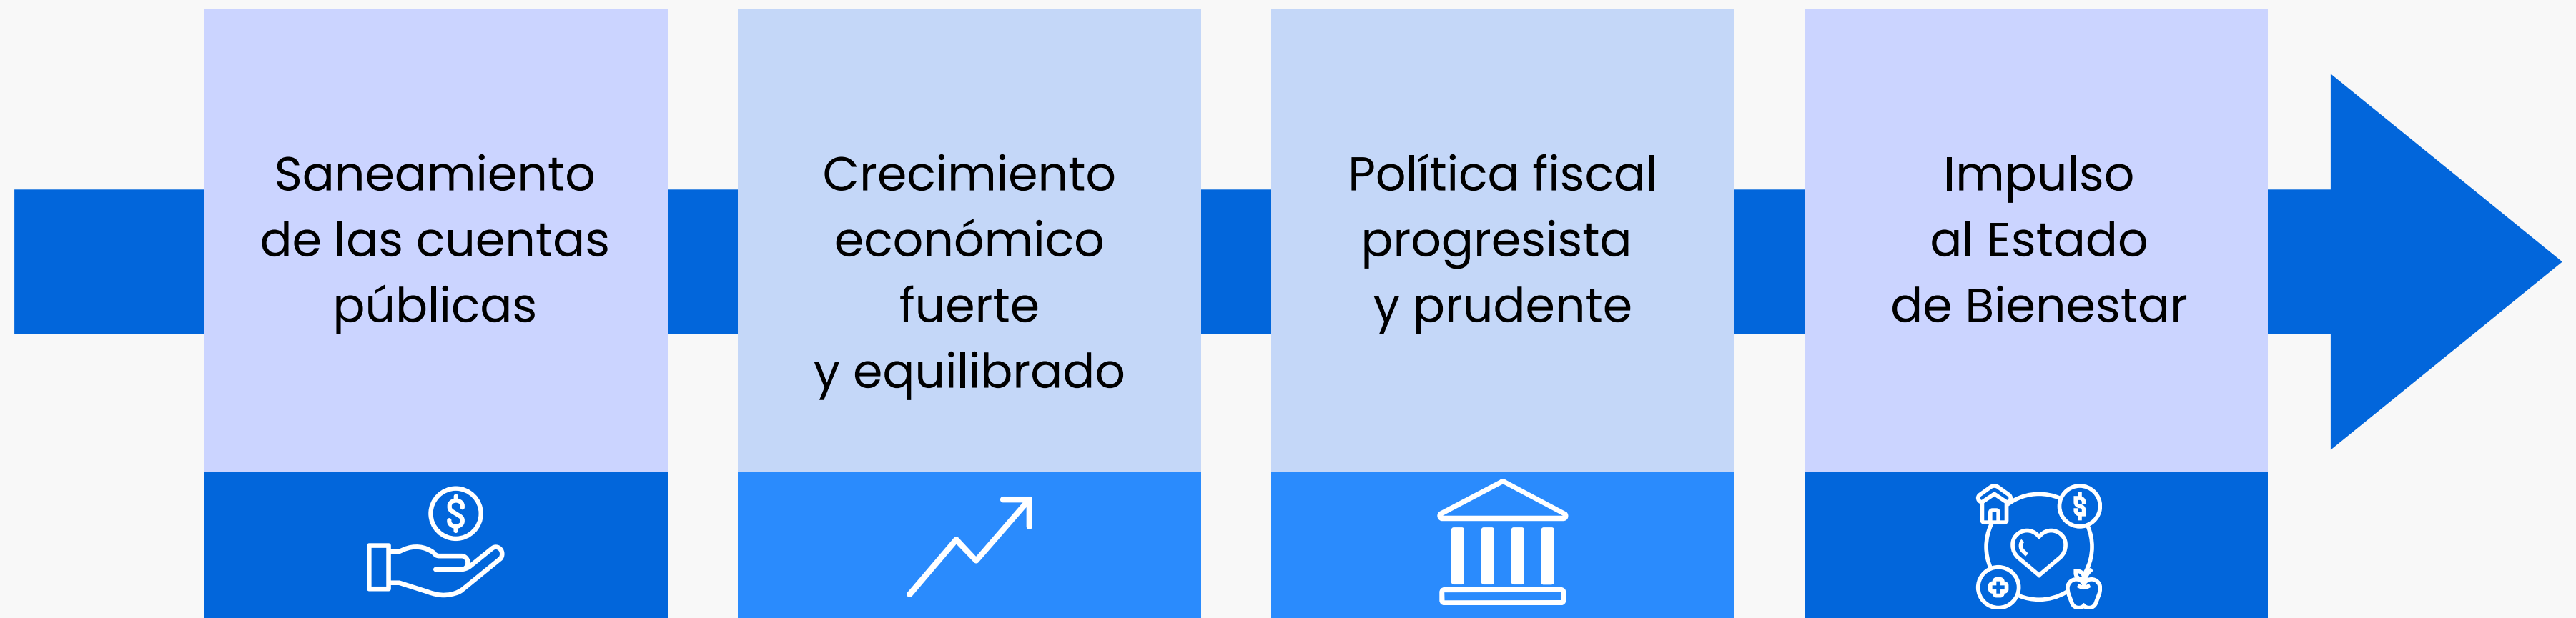 Saneamiento
de las cuentas
públicas
Crecimiento
económico
fuerte
y equilibrado
Política fiscal
progresista
y prudente
Impulso
al Estado
de Bienestar
$
$